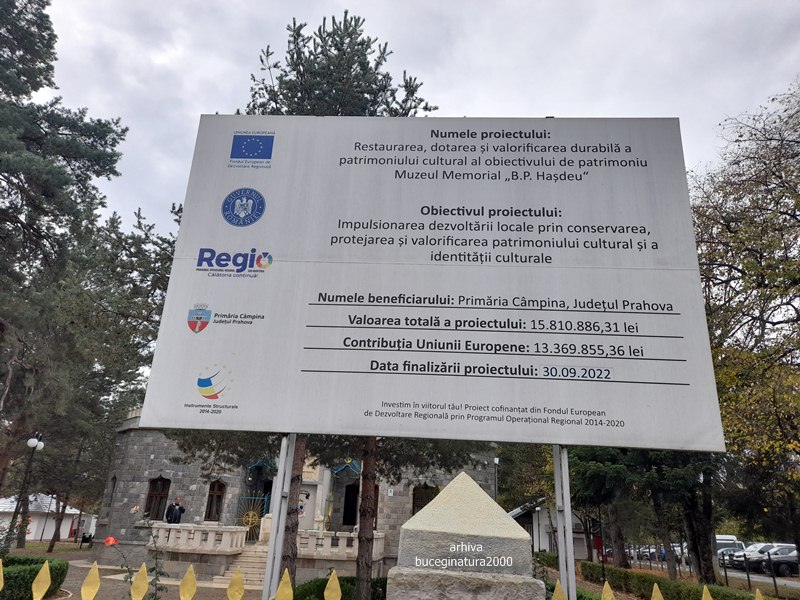 UNIUNEA EUROPEANĂ
Fondul European de
Dezvoltare Regională
GUVERNUL
ROMÂNIEI
Regio
Călătoria continuă!
Primăria Câmpina
Județul Prahova
Instrumente Structurale
2014-2020
Numele proiectului:
Restaurarea, dotarea și valorificarea durabilă a
patrimoniului cultural al obiectivului de patrimoniu
Muzeul Memorial „B.P. Hașdeu“
Obiectivul proiectului:
Impulsionarea dezvoltării locale prin conservarea,
protejarea și valorificarea patrimoniului cultural și a
identității culturale
Numele beneficiarului: Primăria Câmpina, Județul Prahova
Valoarea totală a proiectului: 15.810.886,31 lei
Contribuția Uniunii Europene: 13.369.855,36 lei
Data finalizării proiectului: 30.09.2022
Investim în viitorul tău! Proiect cofinanțat din Fondul European
de Dezvoltare Regională prin Programul Operațional Regional 2014-2020
arhiva
buceginatura2000